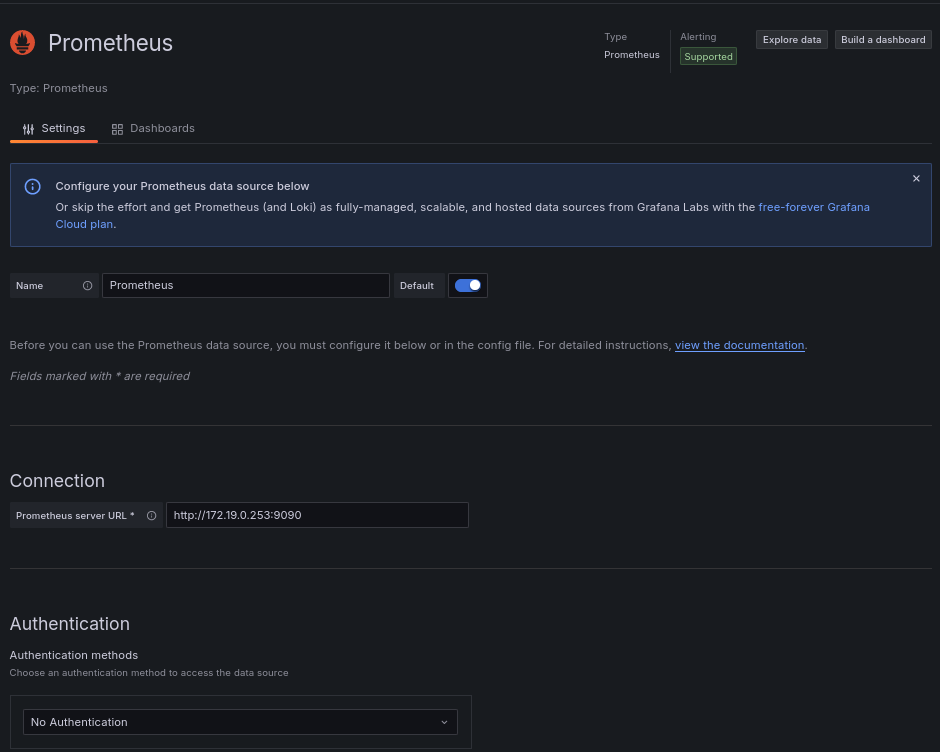 Prometheus
Type
Prometheus
Alerting
Supported
Explore data
Build a dashboard
Type: Prometheus
Settings
Dashboards
Configure your Prometheus data source below
Or skip the effort and get Prometheus (and Loki) as fully-managed, scalable, and hosted data sources from Grafana Labs with the free-forever Grafana
Cloud plan.
Name
Prometheus
Default
Before you can use the Prometheus data source, you must configure it below or in the config file. For detailed instructions, view the documentation.
Fields marked with * are required
Connection
Prometheus server URL *
http://172.19.0.253:9090
Authentication
Authentication methods
Choose an authentication method to access the data source
No Authentication